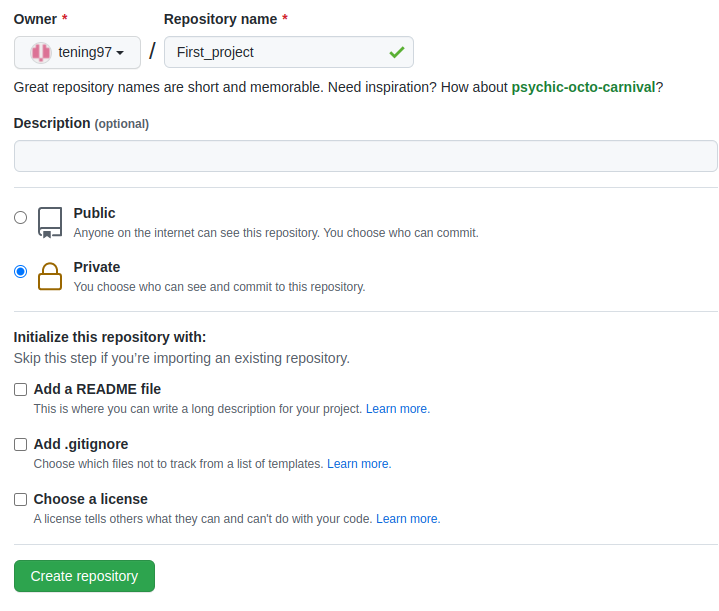 Owner * Repository name *
tening97 / First_project
Great repository names are short and memorable. Need inspiration? How about psychic-octo-carnival?
Description (optional)
Public
Anyone on the internet can see this repository. You choose who can commit.
Private
You choose who can see and commit to this repository.
Initialize this repository with:
Skip this step if you’re importing an existing repository.
Add a README file
This is where you can write a long description for your project. Learn more.
Add .gitignore
Choose which files not to track from a list of templates. Learn more.
Choose a license
A license tells others what they can and can't do with your code. Learn more.
Create repository